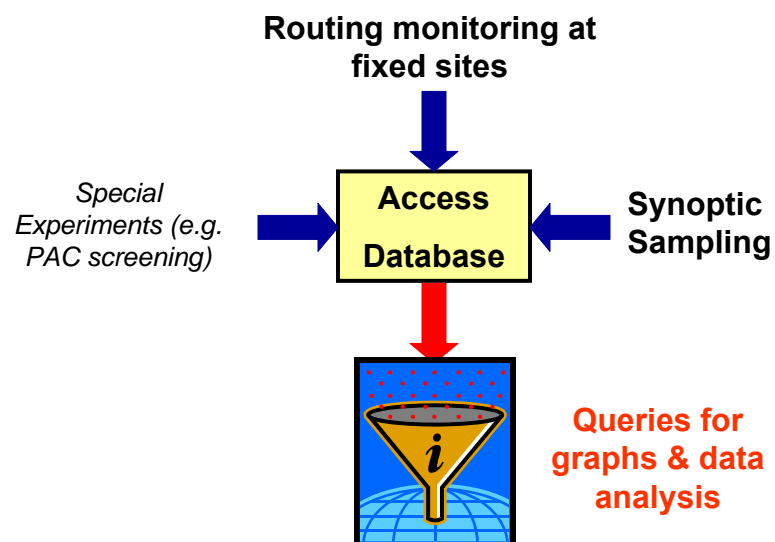 Routing monitoring at
fixed sites
Special
Experiments (e.g.
PAC screening)
Access
Database
Synoptic
Sampling
i
Queries for
graphs & data
analysis